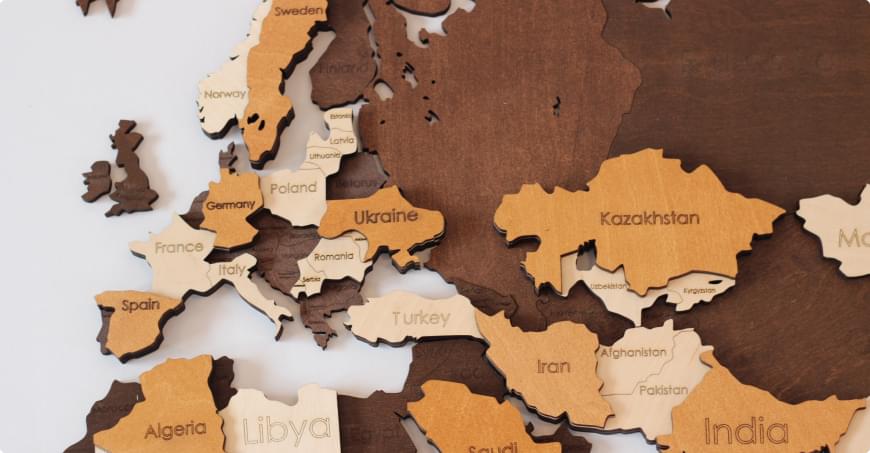 Sweden
Finland
Norway
Estonia
Latvia
Lithuania
Belarus
Poland
Germany
Ukraine
Kazakhstan
France
Romania
Italy
Serbia
Uzbekistan
Kyrgyzstan
Spain
Turkey
Iran
Afghanistan
Pakistan
Algeria
Libya
Egypt
Saudi
India
Mo